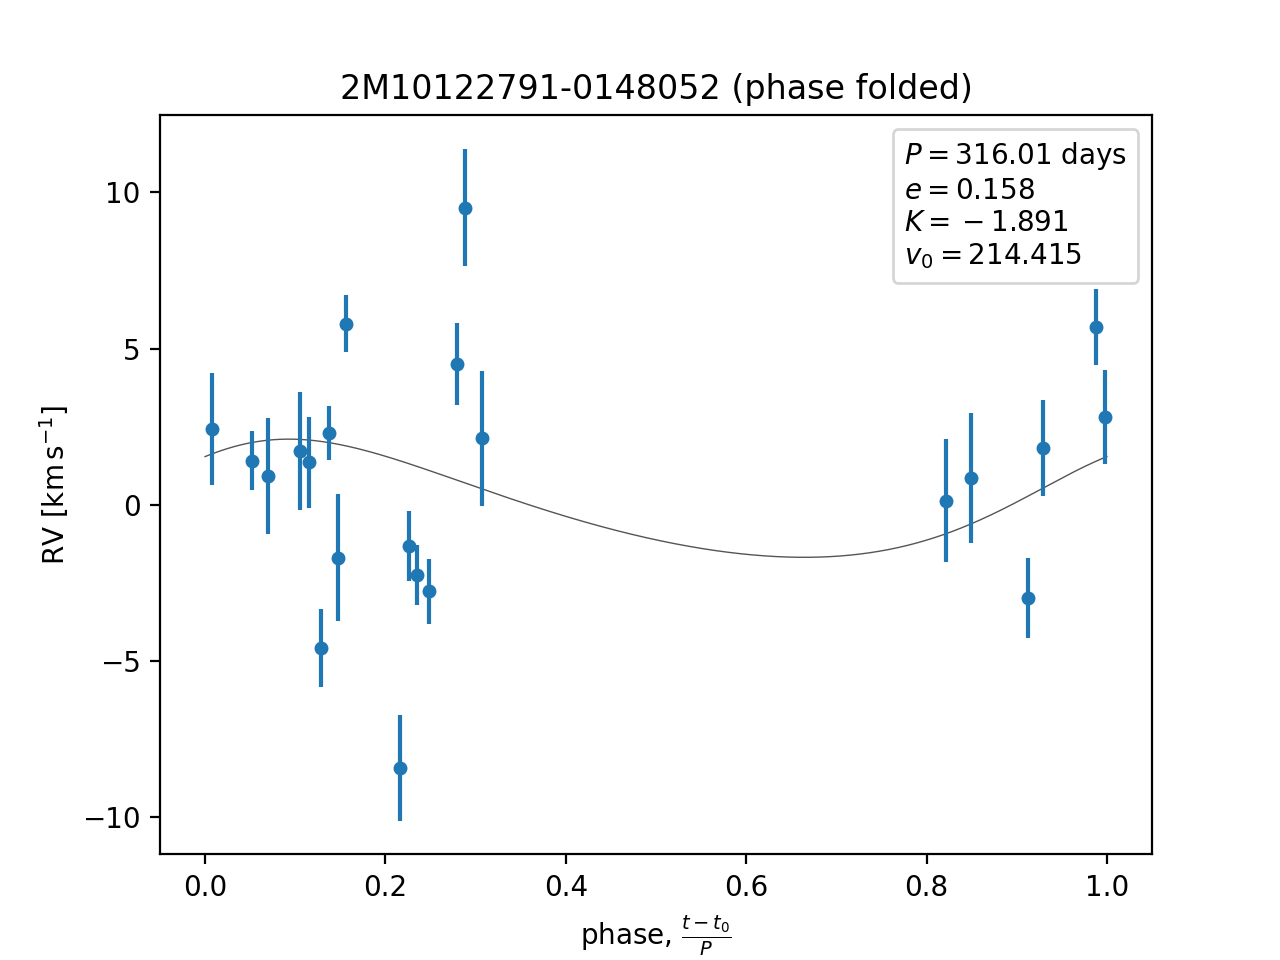 2M10122791-0148052 (phase folded)
P = 316.01 days
e = 0.158
K = −1.891
v₀ = 214.415
RV [km s⁻¹]
10
5
0
−5
−10
0.0 0.2 0.4 0.6 0.8 1.0
phase, (t − t₀)/P